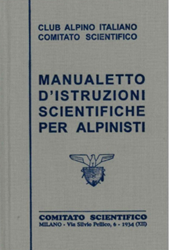 CLUB ALPINO ITALIANO
COMITATO SCIENTIFICO
MANUALETTO
D'ISTRUZIONI
SCIENTIFICHE
PER ALPINISTI
COMITATO SCIENTIFICO
MILANO - Via Silvio Pellico, 6 - 1934 (XII)